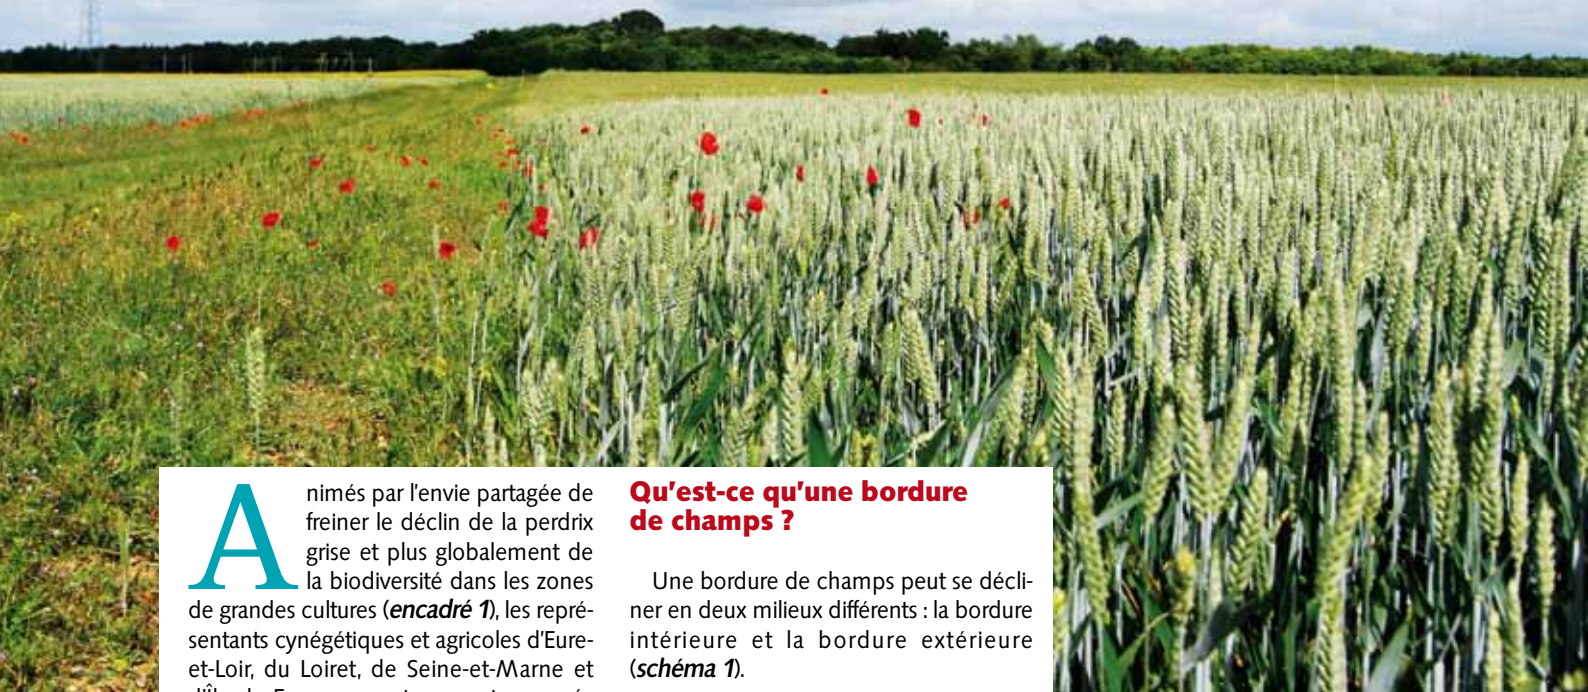 Animés par l'envie partagée de
freiner le déclin de la perdrix
grise et plus globalement de
la biodiversité dans les zones
de grandes cultures (encadré 1), les repré-
sentants cynégétiques et agricoles d'Eure-
et-Loir, du Loiret, de Seine-et-Marne et
Qu'est-ce qu'une bordure
de champs ?
Une bordure de champs peut se décli-
ner en deux milieux différents : la bordure
intérieure et la bordure extérieure
(schéma 1).